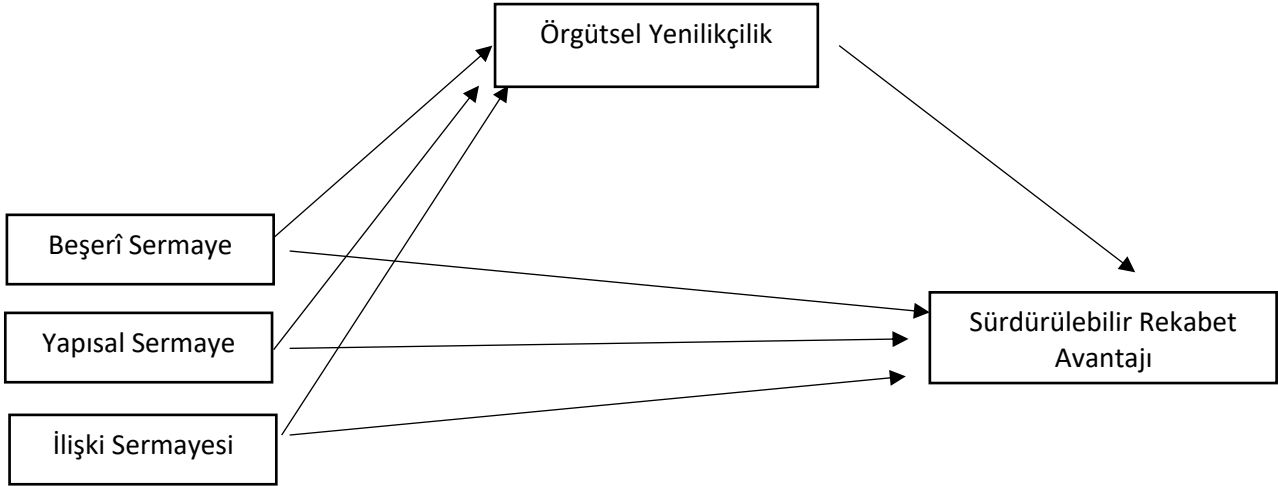 Örgütsel Yenilikçilik
Beşerî Sermaye
Yapısal Sermaye
İlişki Sermayesi
Sürdürülebilir Rekabet
Avantajı